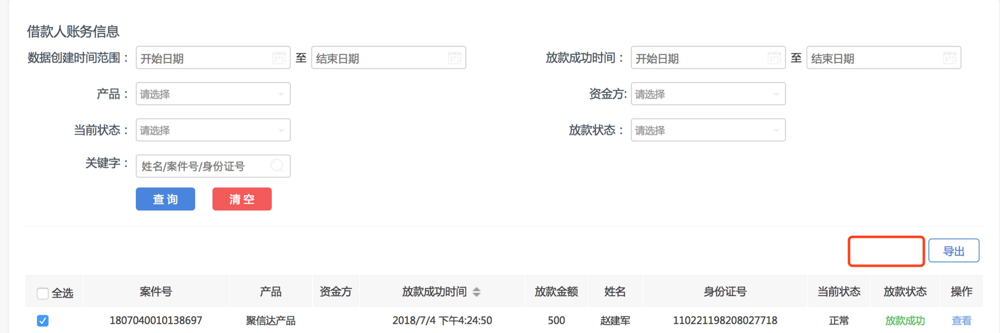 借款人账务信息
数据创建时间范围： 开始日期 至 结束日期 放款成功时间： 开始日期 至 结束日期
产品： 请选择 资金方: 请选择
当前状态： 请选择 放款状态： 请选择
关键字： 姓名/案件号/身份证号
查询 清空
导出
全选 案件号 产品 资金方 放款成功时间 放款金额 姓名 身份证号 当前状态 放款状态 操作
1807040010138697 聚信达产品 2018/7/4 下午4:24:50 500 赵建军 110221198208027718 正常 放款成功 查看